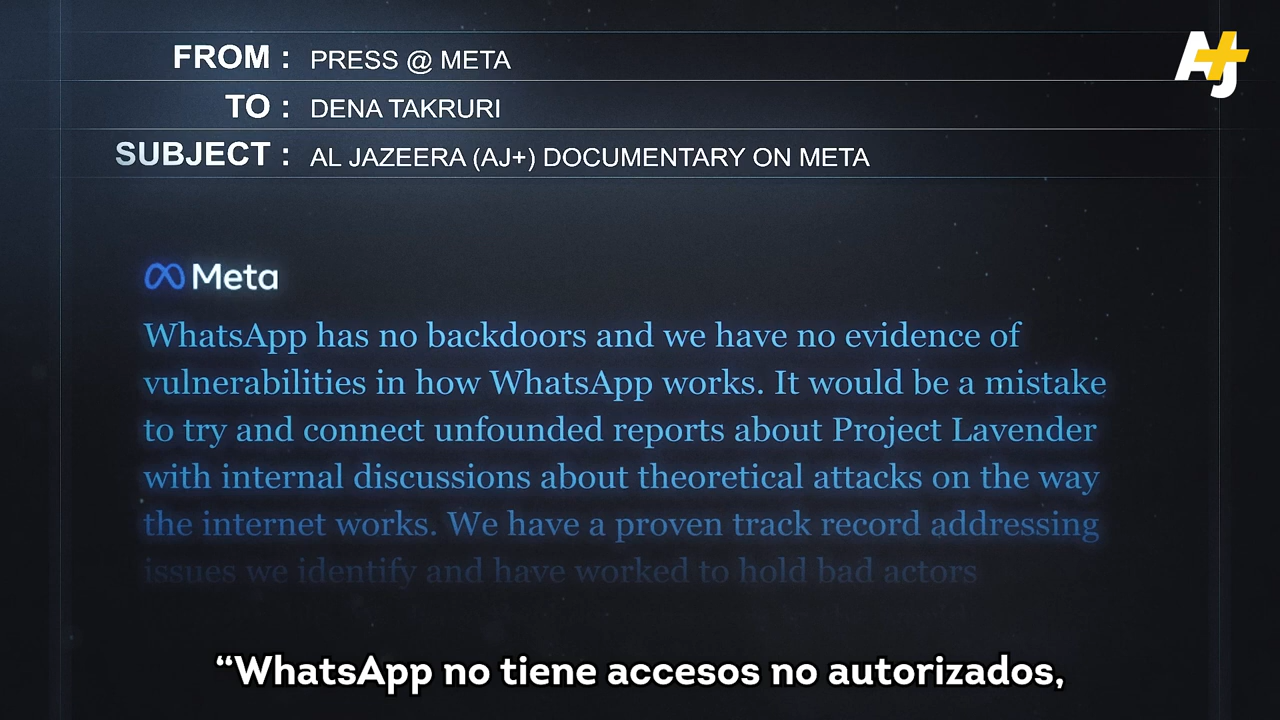 FROM : PRESS @ META
AJ+
TO : DENA TAKRURI
SUBJECT : AL JAZEERA (AJ+) DOCUMENTARY ON META
Meta
WhatsApp has no backdoors and we have no evidence of
vulnerabilities in how WhatsApp works. It would be a mistake
to try and connect unfounded reports about Project Lavender
with internal discussions about theoretical attacks on the way
the internet works. We have a proven track record addressing
issues we identify and have worked to hold bad actors
“WhatsApp no tiene accesos no autorizados,